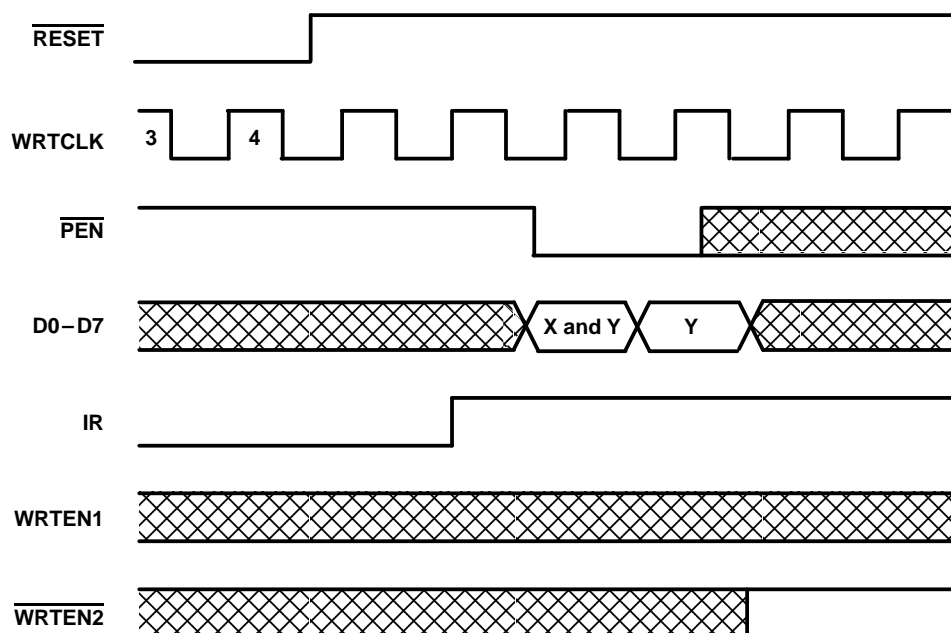 RESET
WRTCLK
3
4
PEN
D0–D7
X and Y
Y
IR
WRTEN1
WRTEN2